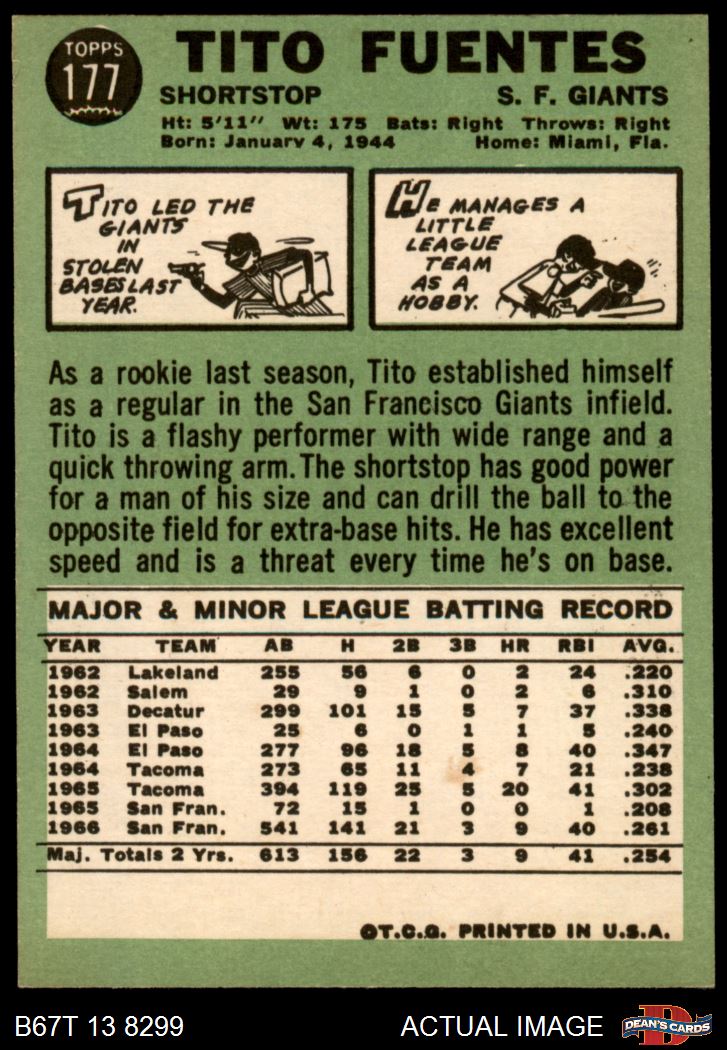 TOPPS
177
TITO FUENTES
SHORTSTOP S. F. GIANTS
Ht: 5'11" Wt: 175 Bats: Right Throws: Right
Born: January 4, 1944 Home: Miami, Fla.
TITO LED THE
GIANTS
IN
STOLEN
BASES LAST
YEAR.
HE MANAGES A
LITTLE
LEAGUE
TEAM
AS A
HOBBY.
As a rookie last season, Tito established himself
as a regular in the San Francisco Giants infield.
Tito is a flashy performer with wide range and a
quick throwing arm. The shortstop has good power
for a man of his size and can drill the ball to the
opposite field for extra-base hits. He has excellent
speed and is a threat every time he's on base.
MAJOR & MINOR LEAGUE BATTING RECORD
YEAR TEAM AB H 2B 3B HR RBI AVG.
1962 Lakeland 255 56 6 0 2 24 .220
1962 Salem 29 9 1 0 2 6 .310
1963 Decatur 299 101 15 5 7 37 .338
1963 El Paso 25 6 0 1 1 5 .240
1964 El Paso 277 96 18 5 8 40 .347
1964 Tacoma 273 65 11 4 7 21 .238
1965 Tacoma 394 119 25 5 20 41 .302
1965 San Fran. 72 15 1 0 0 1 .208
1966 San Fran. 541 141 21 3 9 40 .261
Maj. Totals 2 Yrs. 613 156 22 3 9 41 .254
©T.C.G. PRINTED IN U.S.A.
B67T 13 8299 ACTUAL IMAGE
D
DEAN'S CARDS